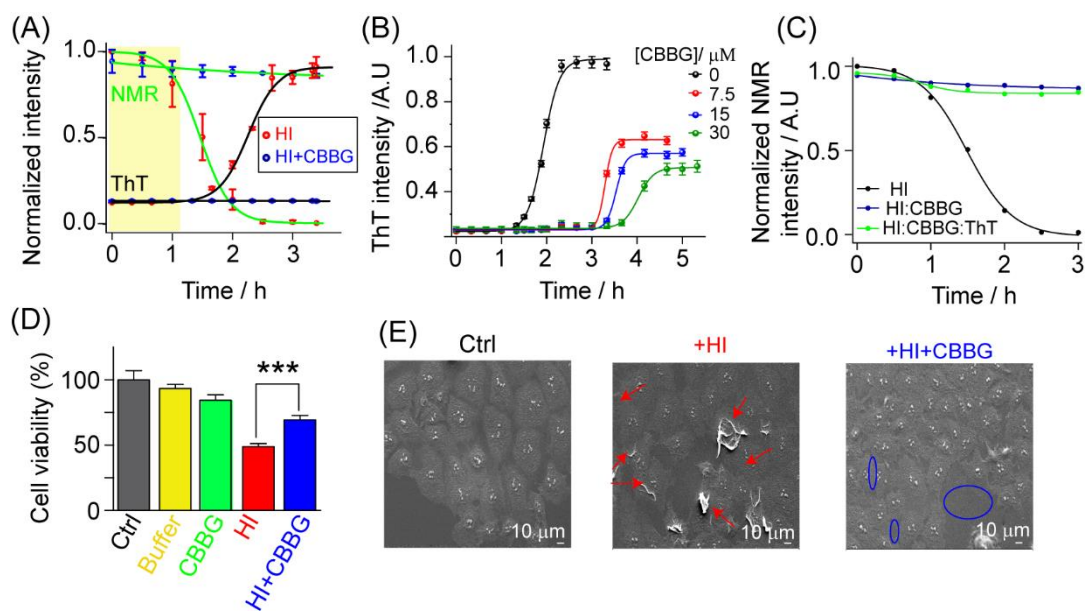 (A)
Normalized intensity
1.0
0.5
0.0
NMR
ThT
HI
HI+CBBG
0 1 2 3
Time / h
(B)
ThT intensity /A.U
1.0
0.8
0.6
0.4
[CBBG]/ μM
0
7.5
15
30
0 1 2 3 4 5
Time / h
(C)
Normalized NMR
intensity / A.U
1.0
0.5
0.0
HI
HI:CBBG
HI:CBBG:ThT
0 1 2 3
Time / h
(D)
Cell viability (%)
100
50
0
***
Ctrl
Buffer
CBBG
HI
HI+CBBG
(E)
Ctrl
10 μm
+HI
10 μm
+HI+CBBG
10 μm